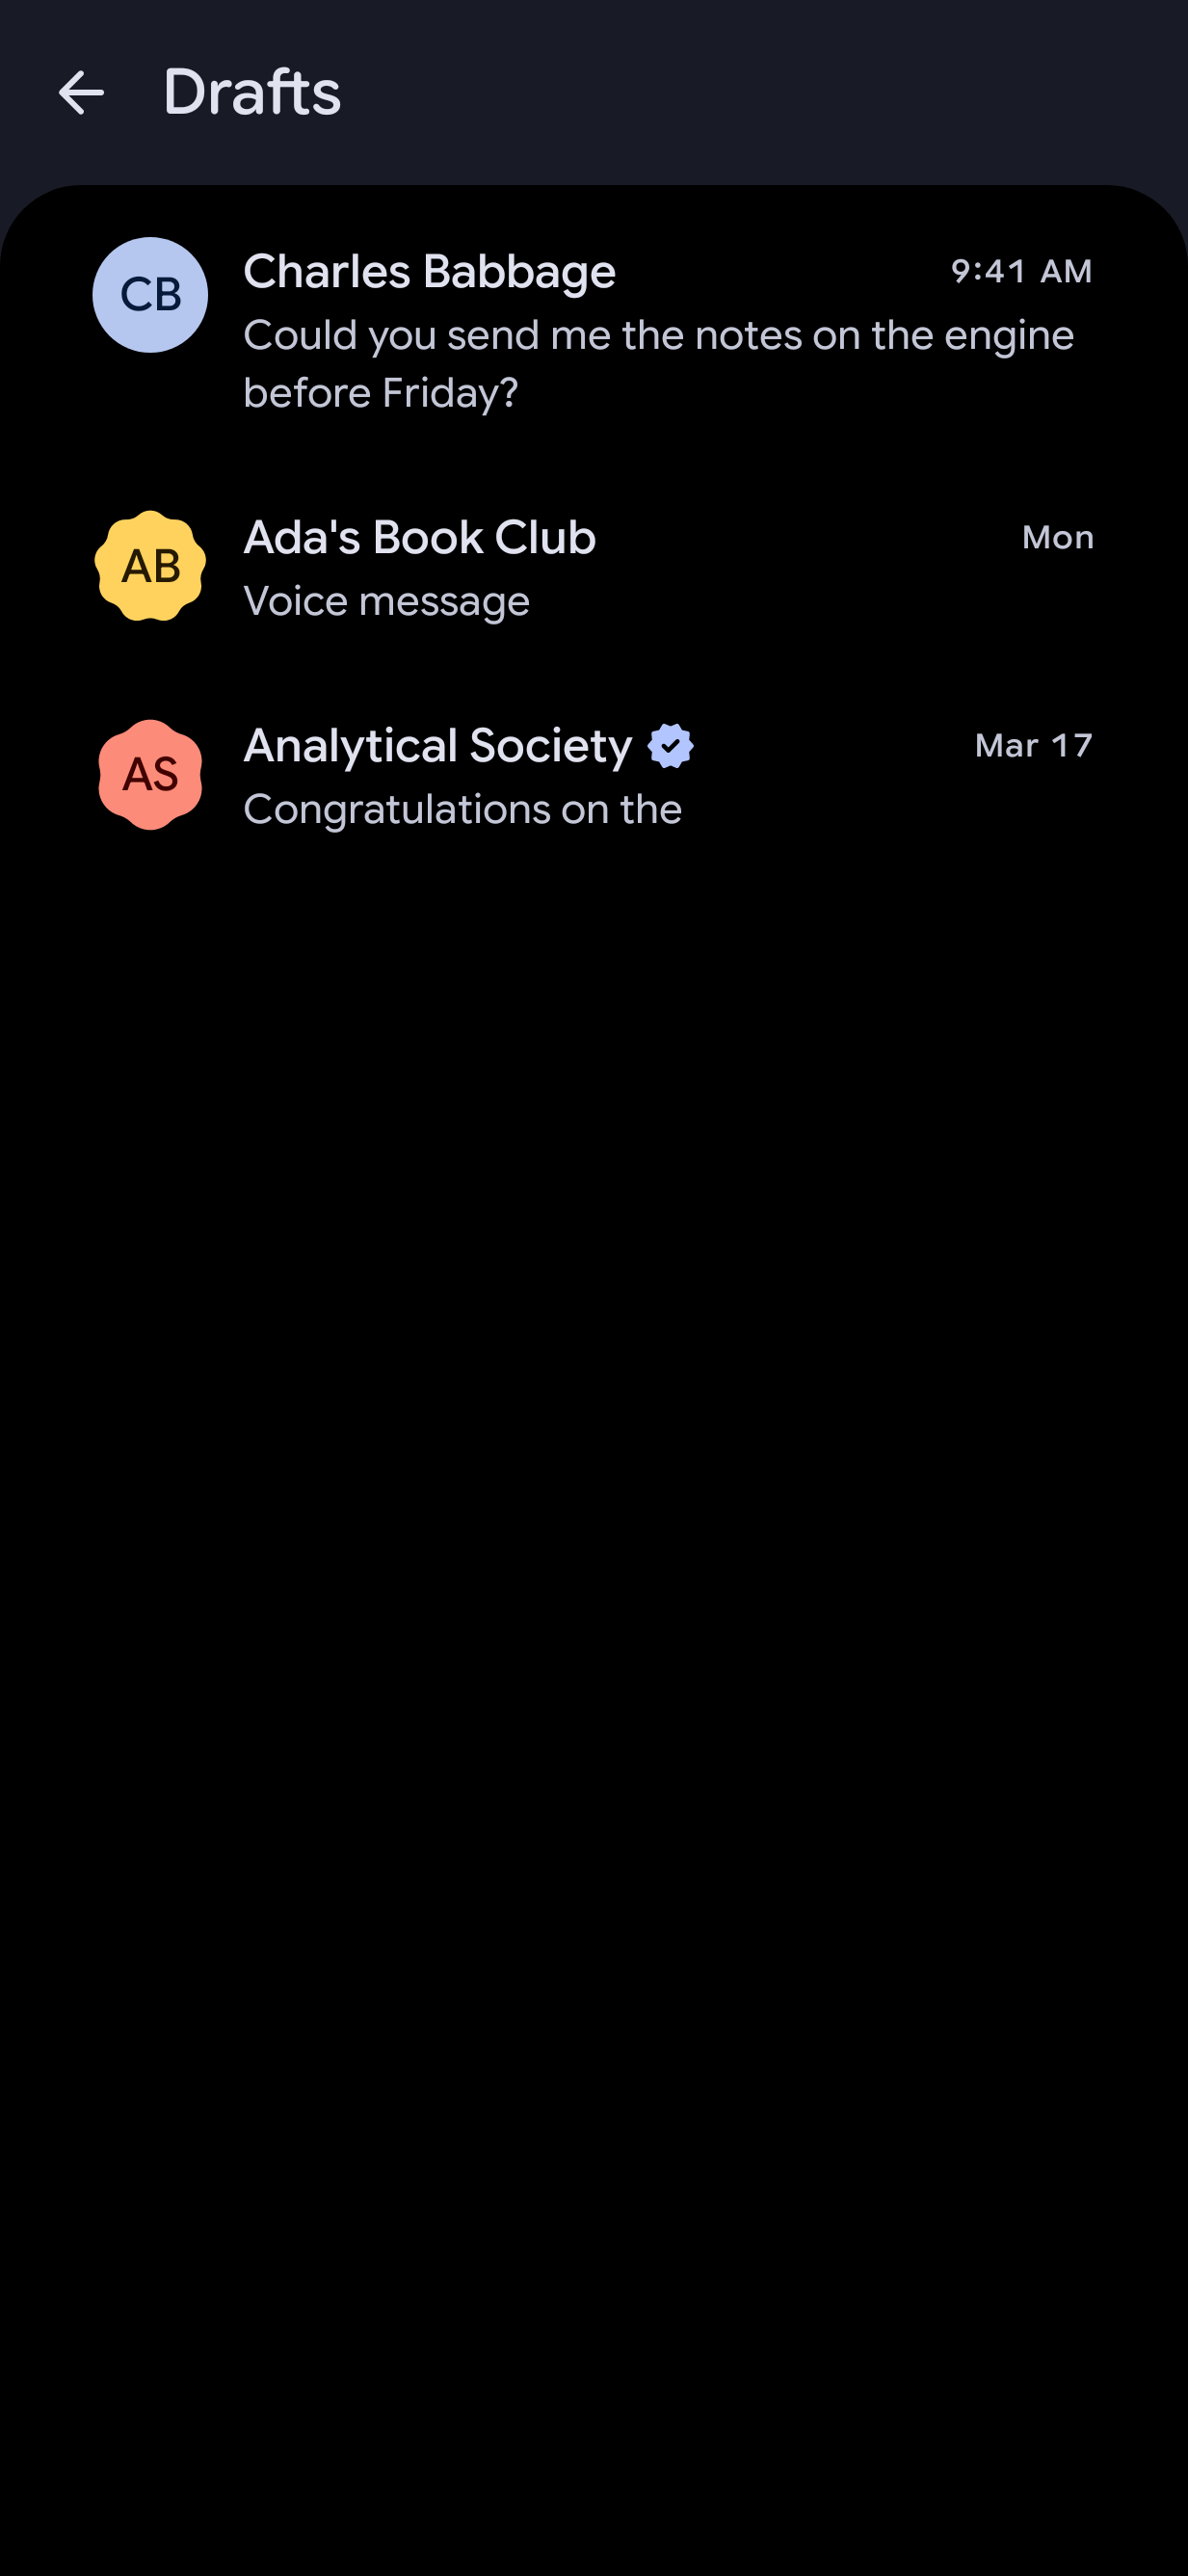 Drafts
CB
Charles Babbage
9:41 AM
Could you send me the notes on the engine
before Friday?
AB
Ada's Book Club
Mon
Voice message
AS
Analytical Society
Mar 17
Congratulations on the